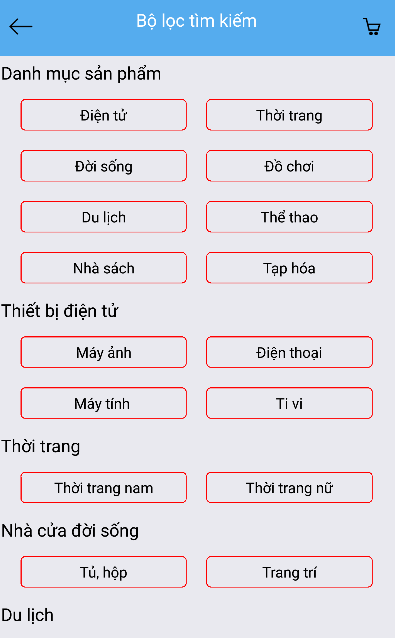 Bộ lọc tìm kiếm
Danh mục sản phẩm
Điện tử
Thời trang
Đời sống
Đồ chơi
Du lịch
Thể thao
Nhà sách
Tạp hóa
Thiết bị điện tử
Máy ảnh
Điện thoại
Máy tính
Ti vi
Thời trang
Thời trang nam
Thời trang nữ
Nhà cửa đời sống
Tủ, hộp
Trang trí
Du lịch